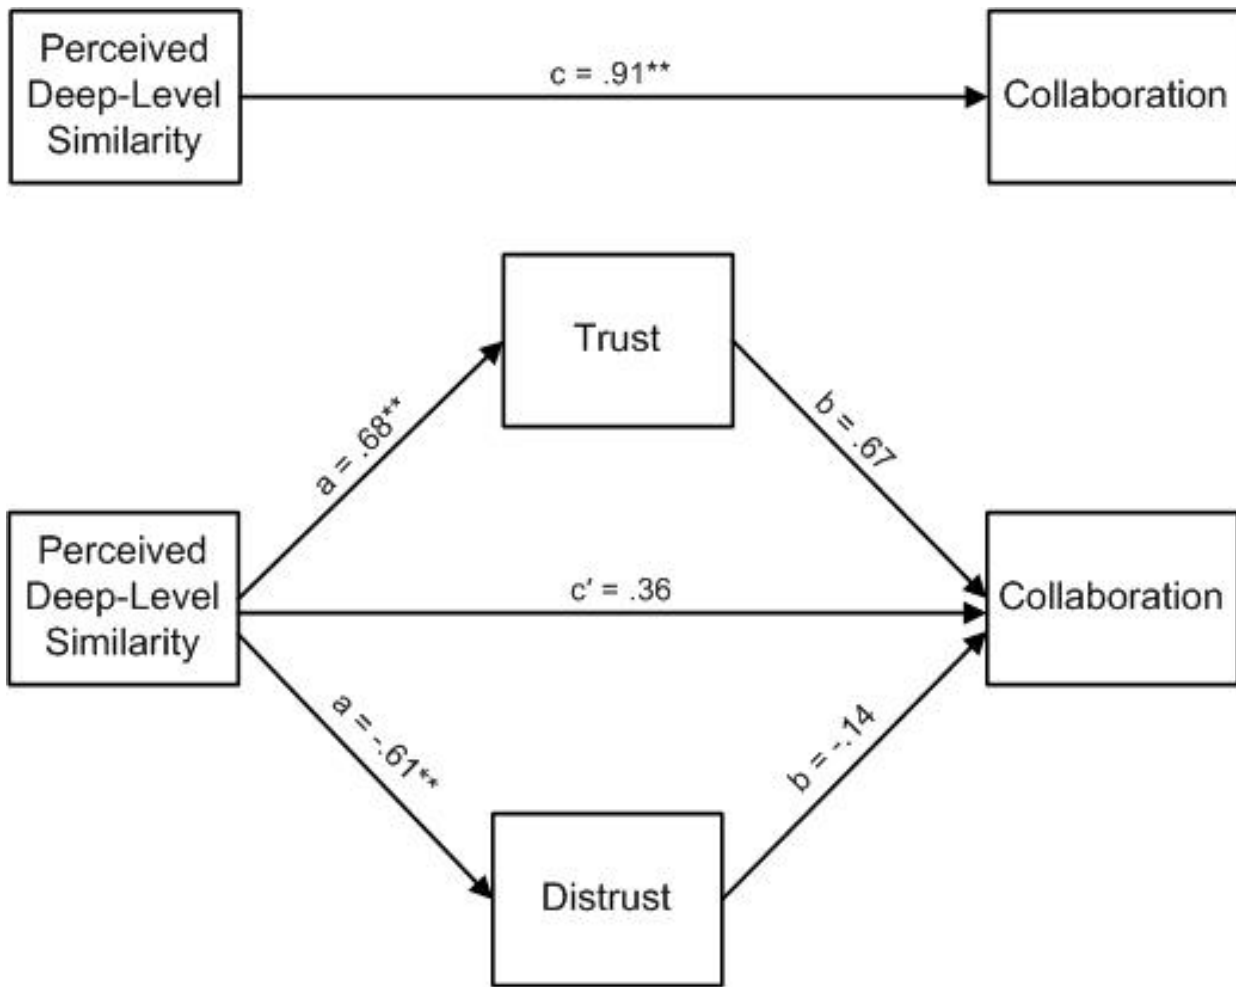 Perceived
Deep-Level
Similarity
c = .91**
Collaboration
Trust
a = .68**
b = .67
Perceived
Deep-Level
Similarity
c' = .36
Collaboration
a = -.61**
b = -.14
Distrust